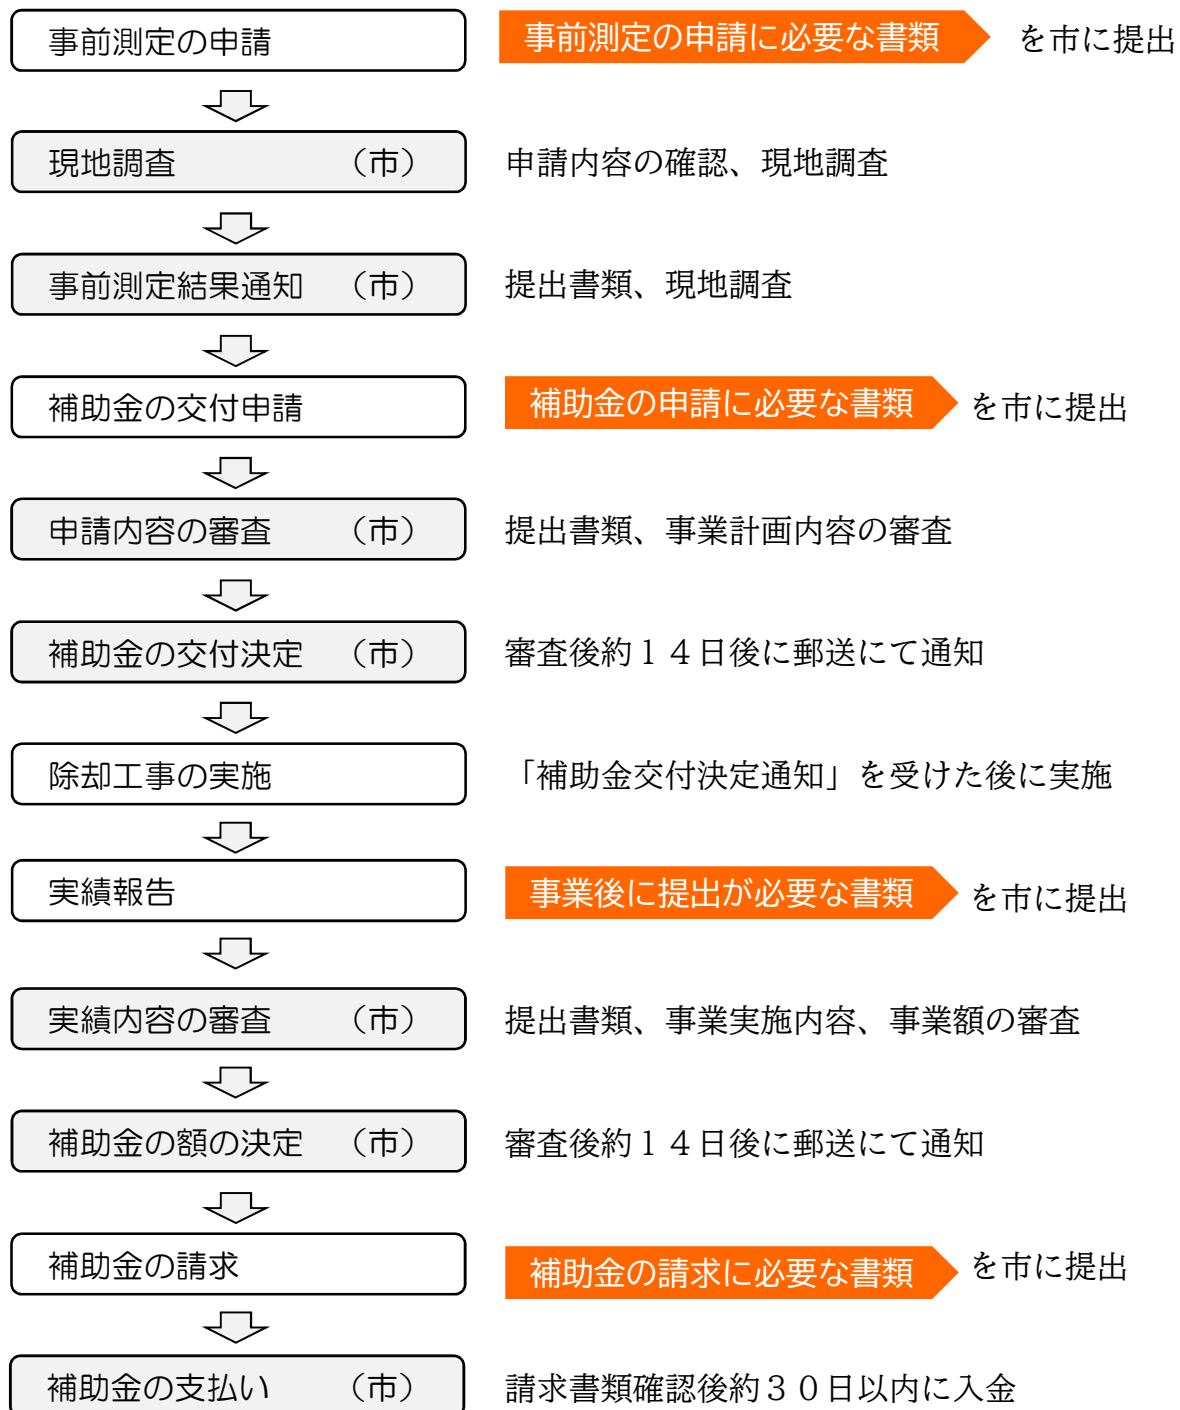 事前測定の申請 事前測定の申請に必要な書類 を市に提出
現地調査 （市） 申請内容の確認、現地調査
事前測定結果通知 （市） 提出書類、現地調査
補助金の交付申請 補助金の申請に必要な書類 を市に提出
申請内容の審査 （市） 提出書類、事業計画内容の審査
補助金の交付決定 （市） 審査後約１４日後に郵送にて通知
除却工事の実施 「補助金交付決定通知」を受けた後に実施
実績報告 事業後に提出が必要な書類 を市に提出
実績内容の審査 （市） 提出書類、事業実施内容、事業額の審査
補助金の額の決定 （市） 審査後約１４日後に郵送にて通知
補助金の請求 補助金の請求に必要な書類 を市に提出
補助金の支払い （市） 請求書類確認後約３０日以内に入金